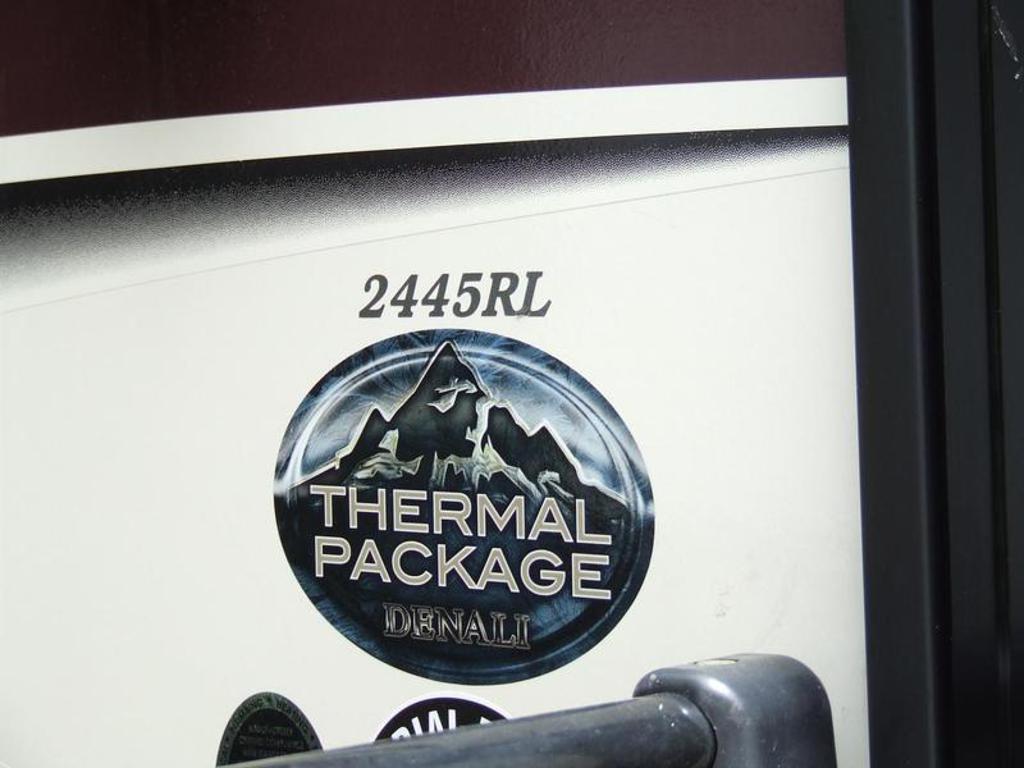 2445RL
THERMAL
PACKAGE
DENALI